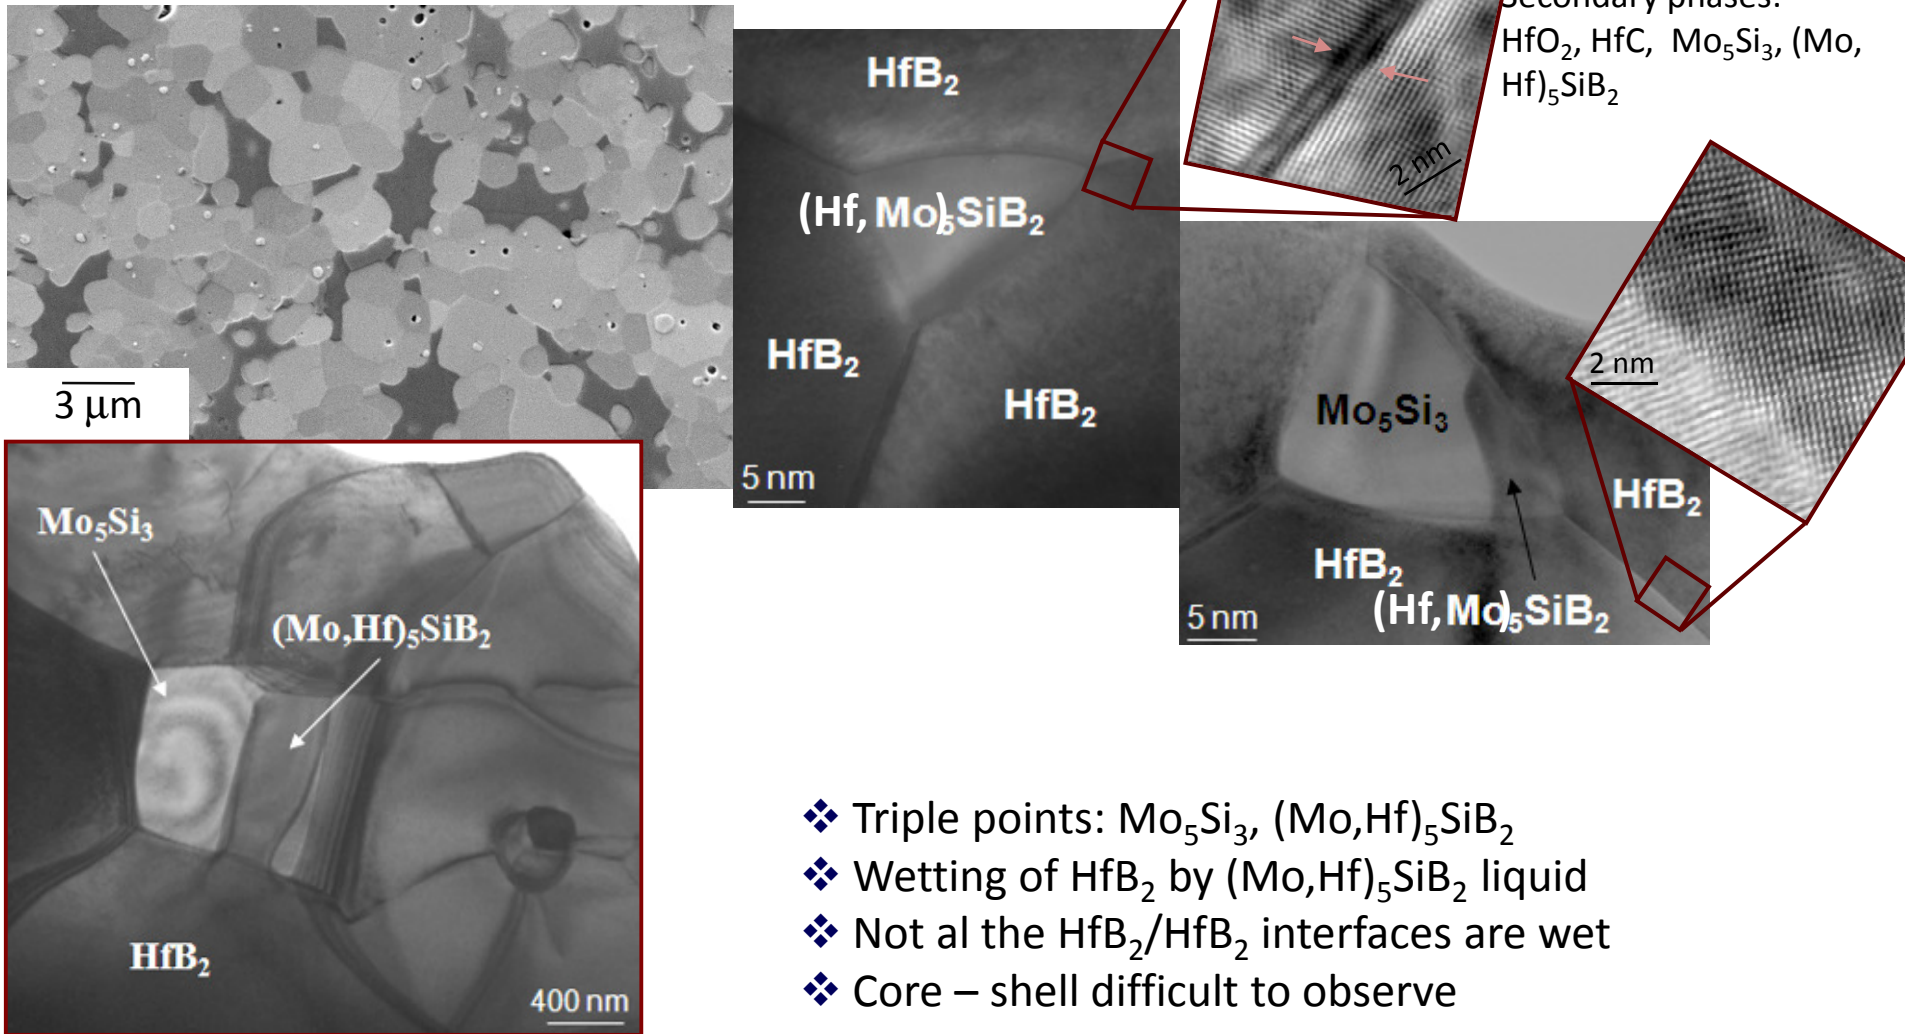 Secondary phases:
HfO₂, HfC, Mo₅Si₃, (Mo,
Hf)₅SiB₂
HfB₂
(Hf, Mo)₅SiB₂
HfB₂
HfB₂
5 nm
2 nm
2 nm
Mo₅Si₃
HfB₂
HfB₂
(Hf,Mo)₅SiB₂
5 nm
3 μm
Mo₅Si₃
(Mo,Hf)₅SiB₂
HfB₂
400 nm
❖ Triple points: Mo₅Si₃, (Mo,Hf)₅SiB₂
❖ Wetting of HfB₂ by (Mo,Hf)₅SiB₂ liquid
❖ Not al the HfB₂/HfB₂ interfaces are wet
❖ Core – shell difficult to observe